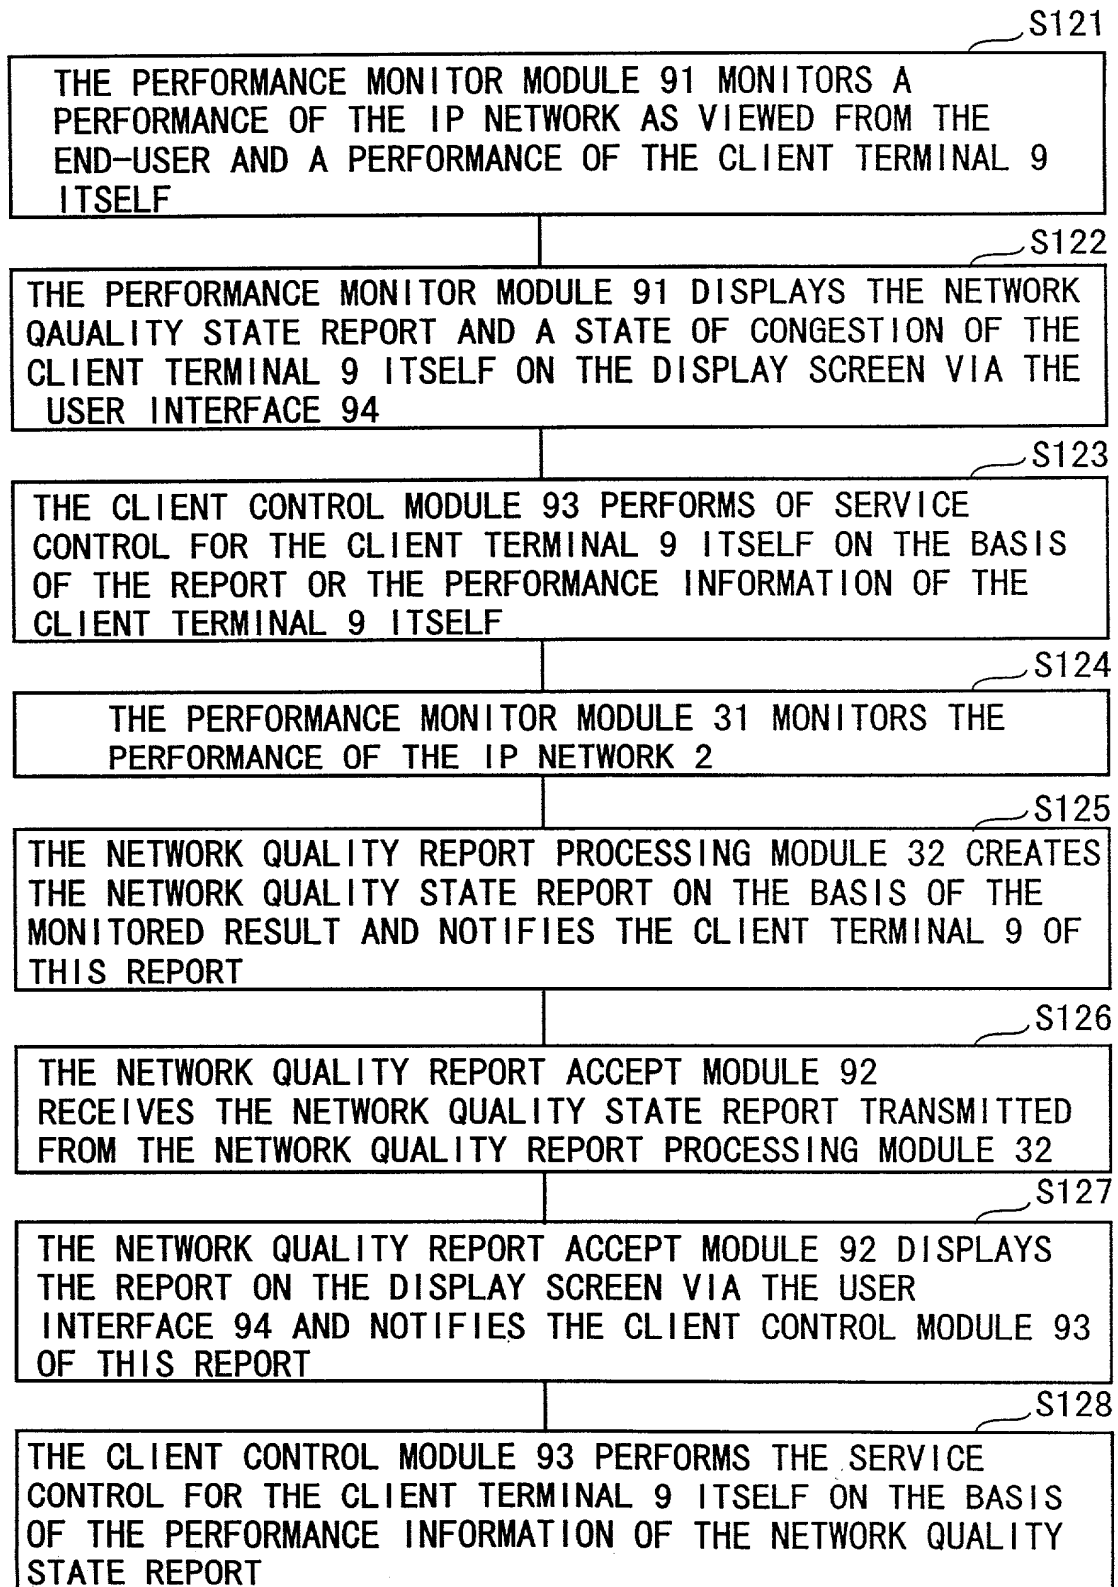 S121
THE PERFORMANCE MONITOR MODULE 91 MONITORS A
PERFORMANCE OF THE IP NETWORK AS VIEWED FROM THE
END-USER AND A PERFORMANCE OF THE CLIENT TERMINAL 9
ITSELF
S122
THE PERFORMANCE MONITOR MODULE 91 DISPLAYS THE NETWORK
QAUALITY STATE REPORT AND A STATE OF CONGESTION OF THE
CLIENT TERMINAL 9 ITSELF ON THE DISPLAY SCREEN VIA THE
USER INTERFACE 94
S123
THE CLIENT CONTROL MODULE 93 PERFORMS OF SERVICE
CONTROL FOR THE CLIENT TERMINAL 9 ITSELF ON THE BASIS
OF THE REPORT OR THE PERFORMANCE INFORMATION OF THE
CLIENT TERMINAL 9 ITSELF
S124
THE PERFORMANCE MONITOR MODULE 31 MONITORS THE
PERFORMANCE OF THE IP NETWORK 2
S125
THE NETWORK QUALITY REPORT PROCESSING MODULE 32 CREATES
THE NETWORK QUALITY STATE REPORT ON THE BASIS OF THE
MONITORED RESULT AND NOTIFIES THE CLIENT TERMINAL 9 OF
THIS REPORT
S126
THE NETWORK QUALITY REPORT ACCEPT MODULE 92
RECEIVES THE NETWORK QUALITY STATE REPORT TRANSMITTED
FROM THE NETWORK QUALITY REPORT PROCESSING MODULE 32
S127
THE NETWORK QUALITY REPORT ACCEPT MODULE 92 DISPLAYS
THE REPORT ON THE DISPLAY SCREEN VIA THE USER
INTERFACE 94 AND NOTIFIES THE CLIENT CONTROL MODULE 93
OF THIS REPORT
S128
THE CLIENT CONTROL MODULE 93 PERFORMS THE SERVICE
CONTROL FOR THE CLIENT TERMINAL 9 ITSELF ON THE BASIS
OF THE PERFORMANCE INFORMATION OF THE NETWORK QUALITY
STATE REPORT